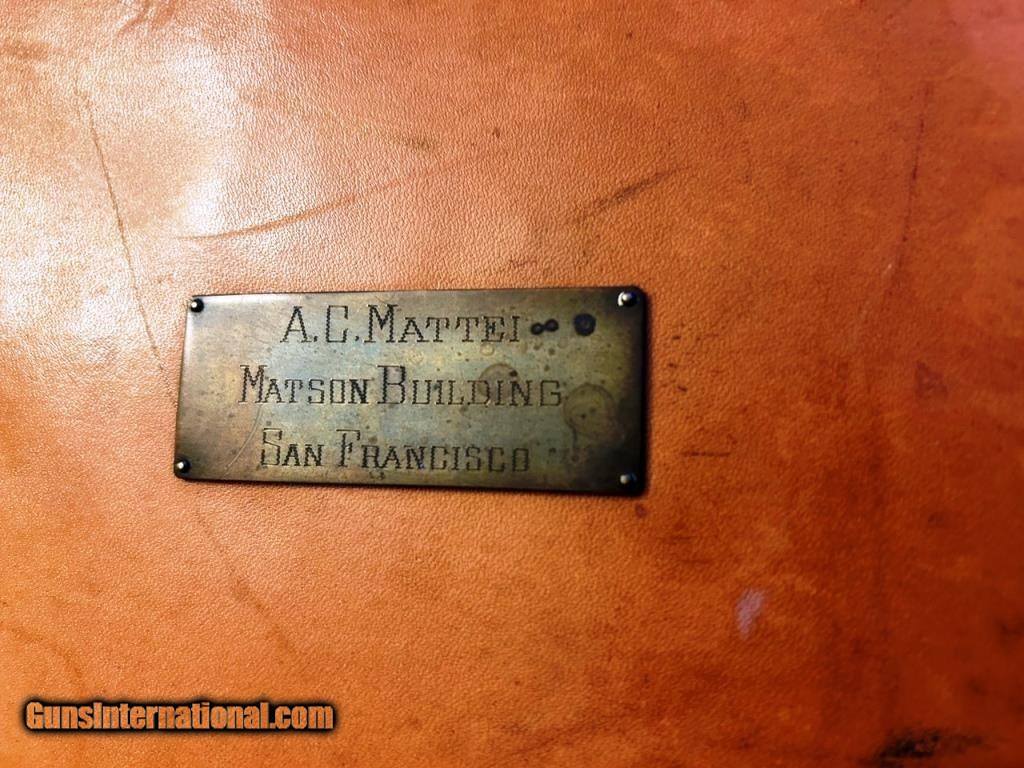 A.C. MATTEI
MATSON BUILDING
SAN FRANCISCO
GunsInternational.com